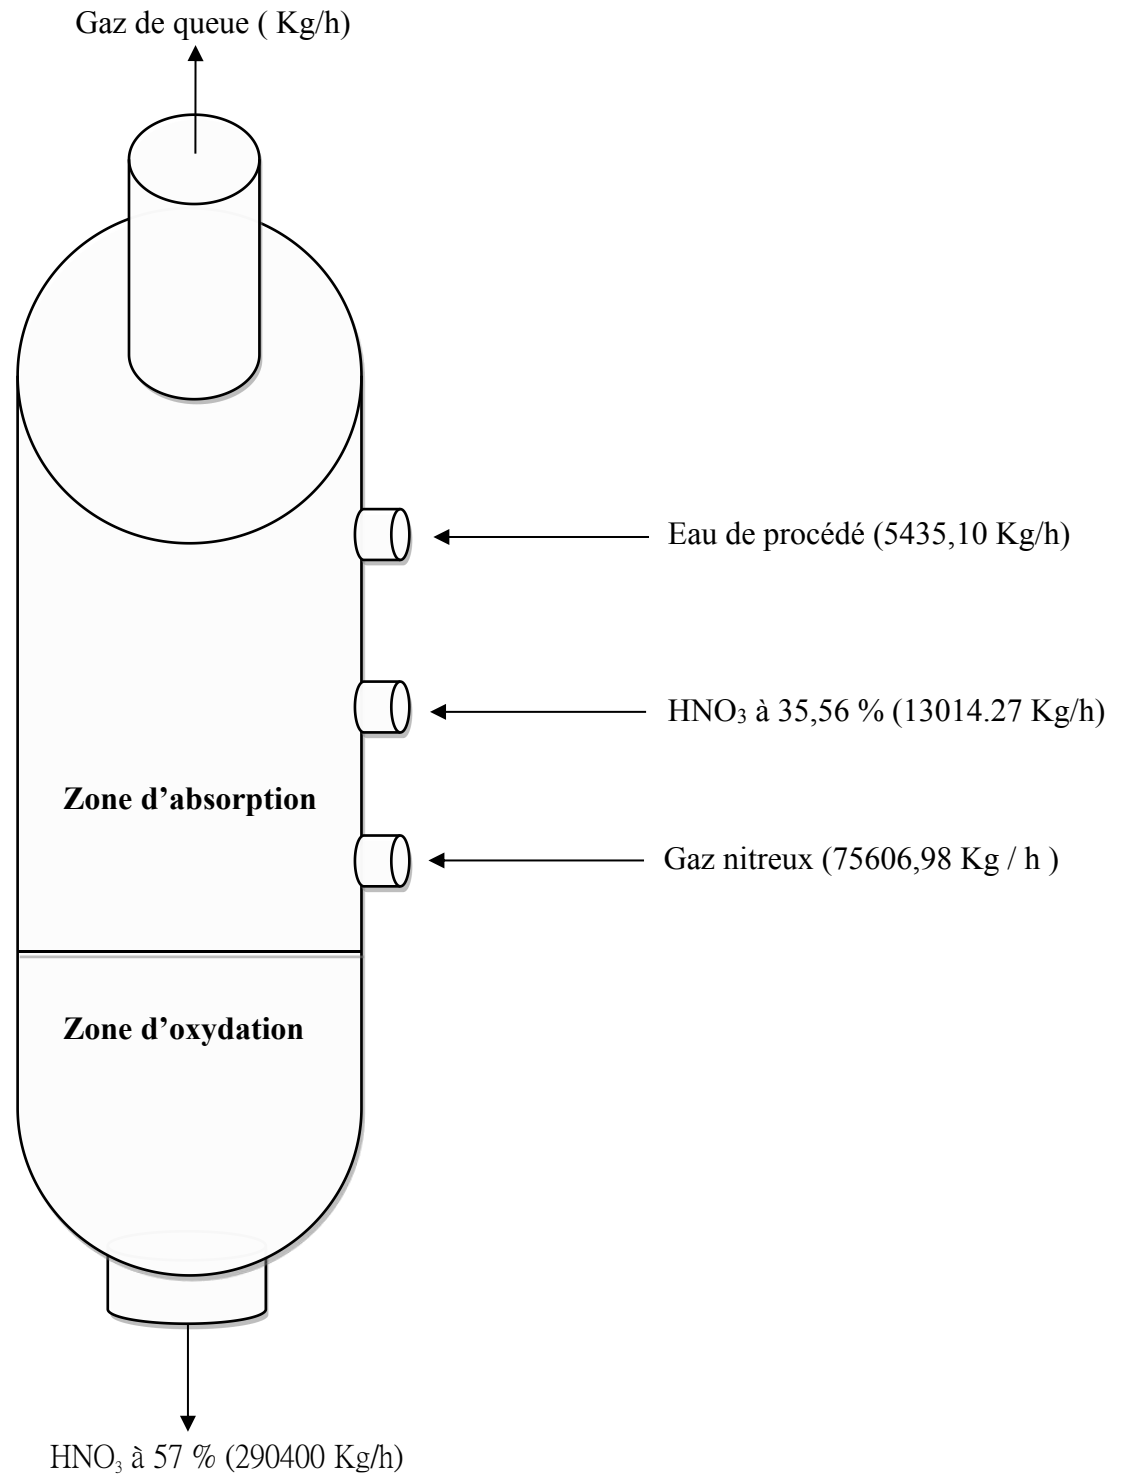 Gaz de queue ( Kg/h)
Eau de procédé (5435,10 Kg/h)
HNO₃ à 35,56 % (13014.27 Kg/h)
Zone d’absorption
Gaz nitreux (75606,98 Kg / h )
Zone d’oxydation
HNO₃ à 57 % (290400 Kg/h)